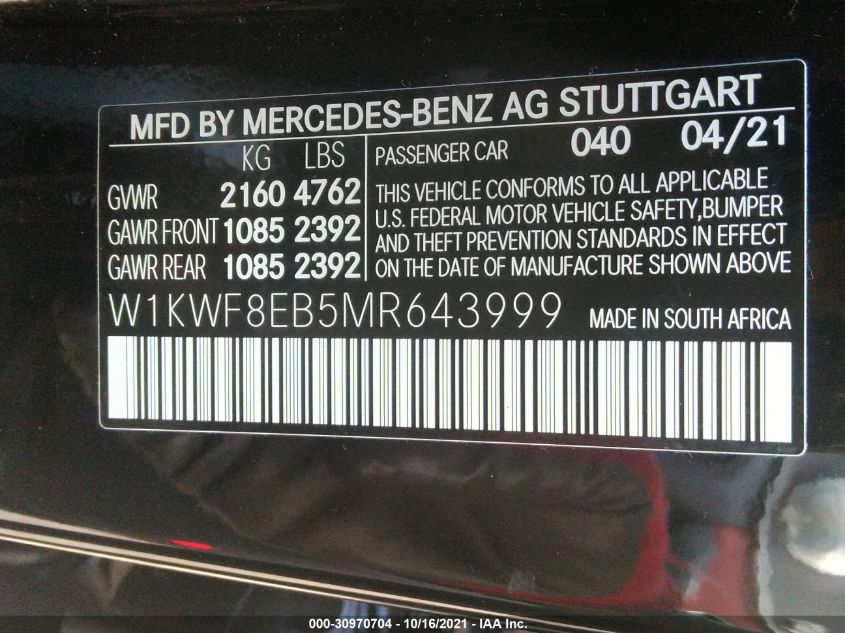 MFD BY MERCEDES-BENZ AG STUTTGART
KG LBS
GVWR 2160 4762
GAWR FRONT 1085 2392
GAWR REAR 1085 2392
PASSENGER CAR 040 04/21
THIS VEHICLE CONFORMS TO ALL APPLICABLE
U.S. FEDERAL MOTOR VEHICLE SAFETY,BUMPER
AND THEFT PREVENTION STANDARDS IN EFFECT
ON THE DATE OF MANUFACTURE SHOWN ABOVE
W1KWF8EB5MR643999 MADE IN SOUTH AFRICA
000-30970704 - 10/16/2021 - IAA Inc.